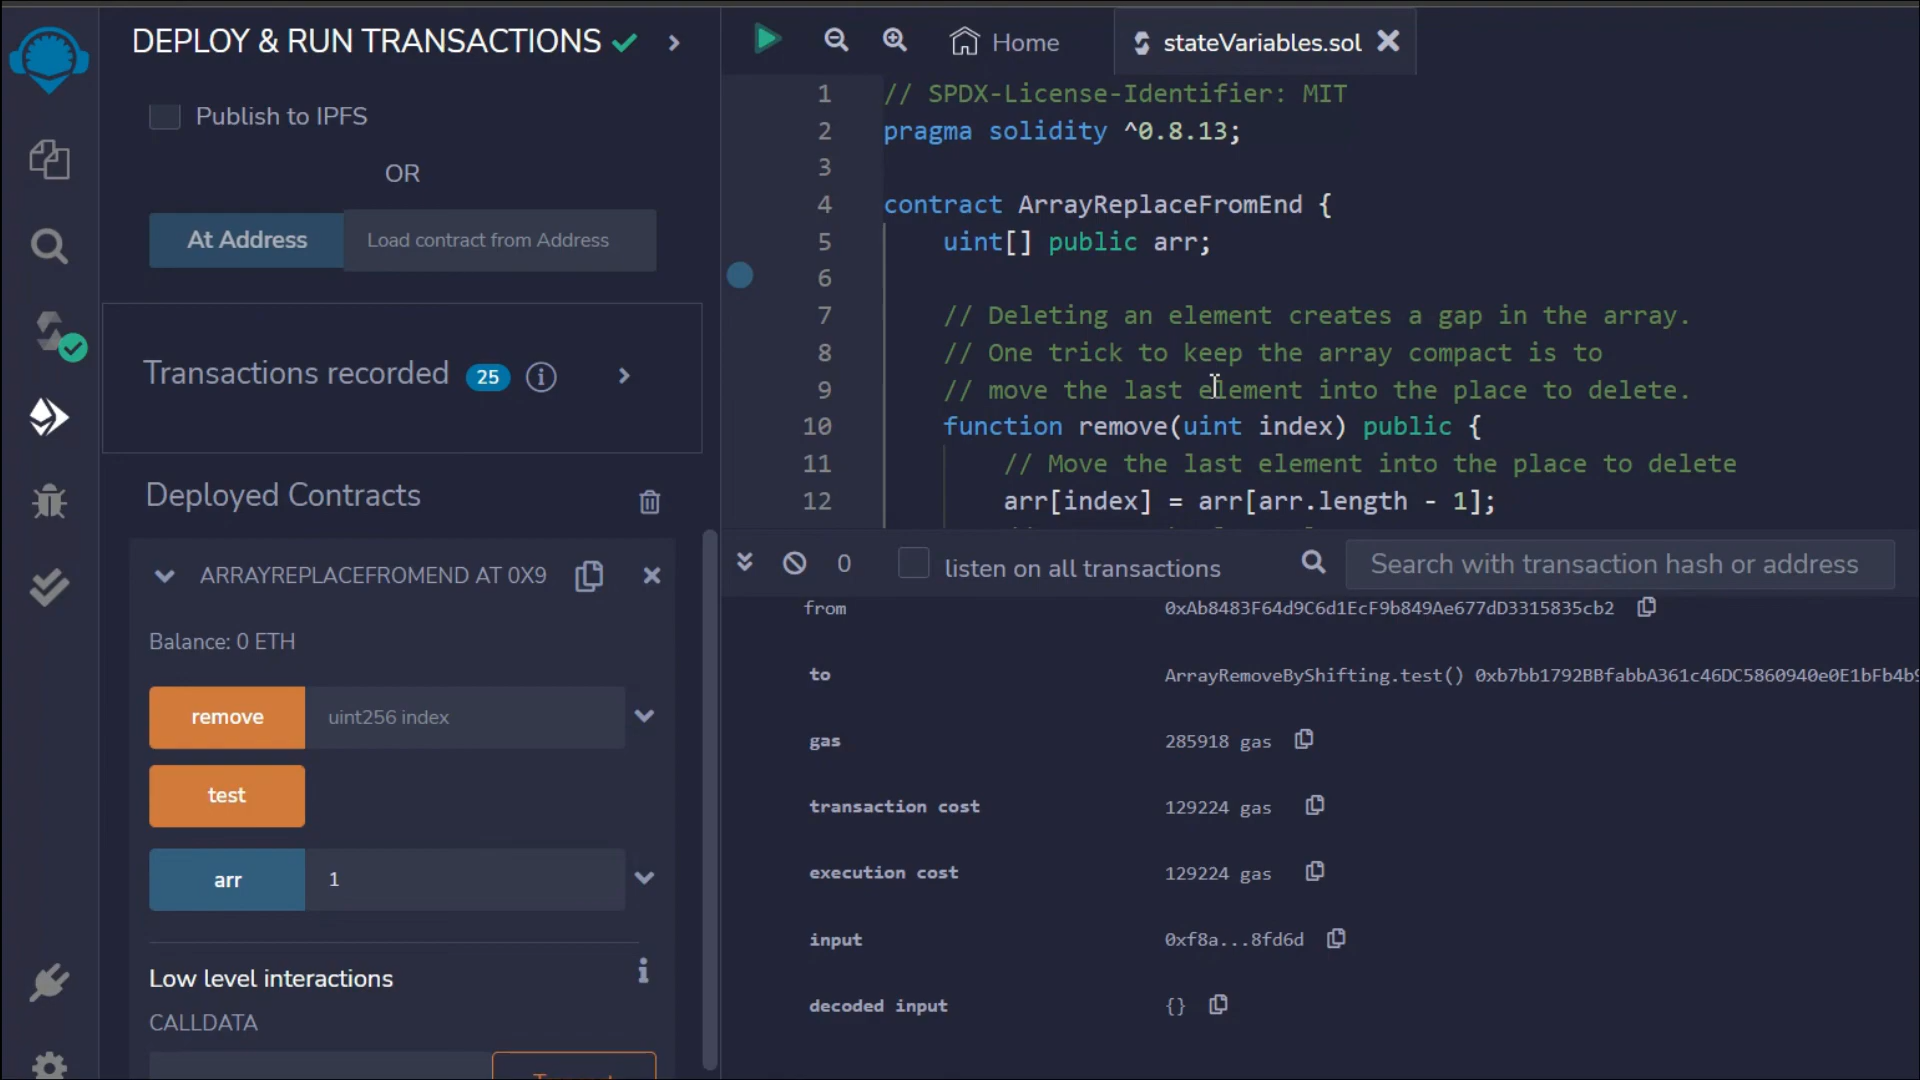 DEPLOY & RUN TRANSACTIONS
Publish to IPFS
OR
At Address
Load contract from Address
Transactions recorded 25
Deployed Contracts
ARRAYREPLACEFROMEND AT 0X9
Balance: 0 ETH
remove
uint256 index
test
arr
1
Low level interactions
CALLDATA
Home
stateVariables.sol
1 // SPDX-License-Identifier: MIT
2 pragma solidity ^0.8.13;
3
4 contract ArrayReplaceFromEnd {
5 uint[] public arr;
6
7 // Deleting an element creates a gap in the array.
8 // One trick to keep the array compact is to
9 // move the last element into the place to delete.
10 function remove(uint index) public {
11 // Move the last element into the place to delete
12 arr[index] = arr[arr.length - 1];
0
listen on all transactions
Search with transaction hash or address
from 0xAb8483F64d9C6d1EcF9b849Ae677dD3315835cb2
to ArrayRemoveByShifting.test() 0xb7bb1792BBfabbA361c46DC5860940e0E1bFb4b9
gas 285918 gas
transaction cost 129224 gas
execution cost 129224 gas
input 0xf8a...8fd6d
decoded input {}